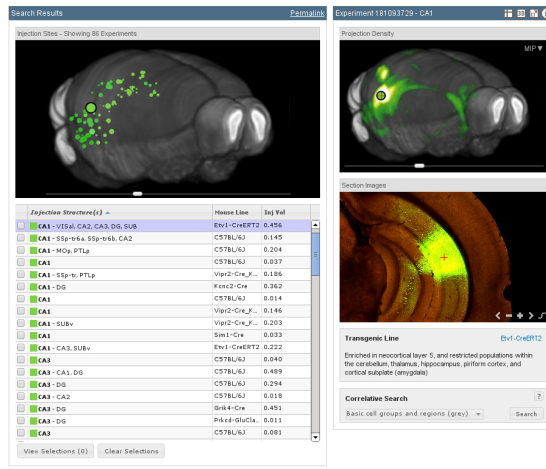 Search Results
Permalink
Injection Sites - Showing 86 Experiments
Injection Structure(s)
Mouse Line
Inj Vol
CA1 - VISal, CA2, CA3, DG, SUB
Etv1-CreERT2
0.456
CA1 - SSp-tr6a, SSp-tr6b, CA2
C57BL/6J
0.145
CA1 - MOp, PTLp
C57BL/6J
0.204
CA1
C57BL/6J
0.037
CA1 - SSp-tr, PTLp
Vipr2-Cre_K...
0.186
CA1 - DG
Kcnc2-Cre
0.362
CA1
C57BL/6J
0.014
CA1
Vipr2-Cre_K...
0.146
CA1 - SUBv
Vipr2-Cre_K...
0.203
CA1
Sim1-Cre
0.033
CA1 - CA3, SUBv
Etv1-CreERT2
0.222
CA3
C57BL/6J
0.040
CA3 - CA1, DG
C57BL/6J
0.489
CA3 - DG
C57BL/6J
0.294
CA3 - CA2
C57BL/6J
0.018
CA3 - DG
Grik4-Cre
0.451
CA3 - DG
Prkcd-GluCla...
0.011
CA3
C57BL/6J
0.081
View Selections (0)
Clear Selections
Experiment 181093729 - CA1
Projection Density
MIP
Section Images
Transgenic Line
Etv1-CreERT2
Enriched in neocortical layer 5, and restricted populations within
the cerebellum, thalamus, hippocampus, piriform cortex, and
cortical subplate (amygdala)
Correlative Search
?
Basic cell groups and regions (grey)
Search